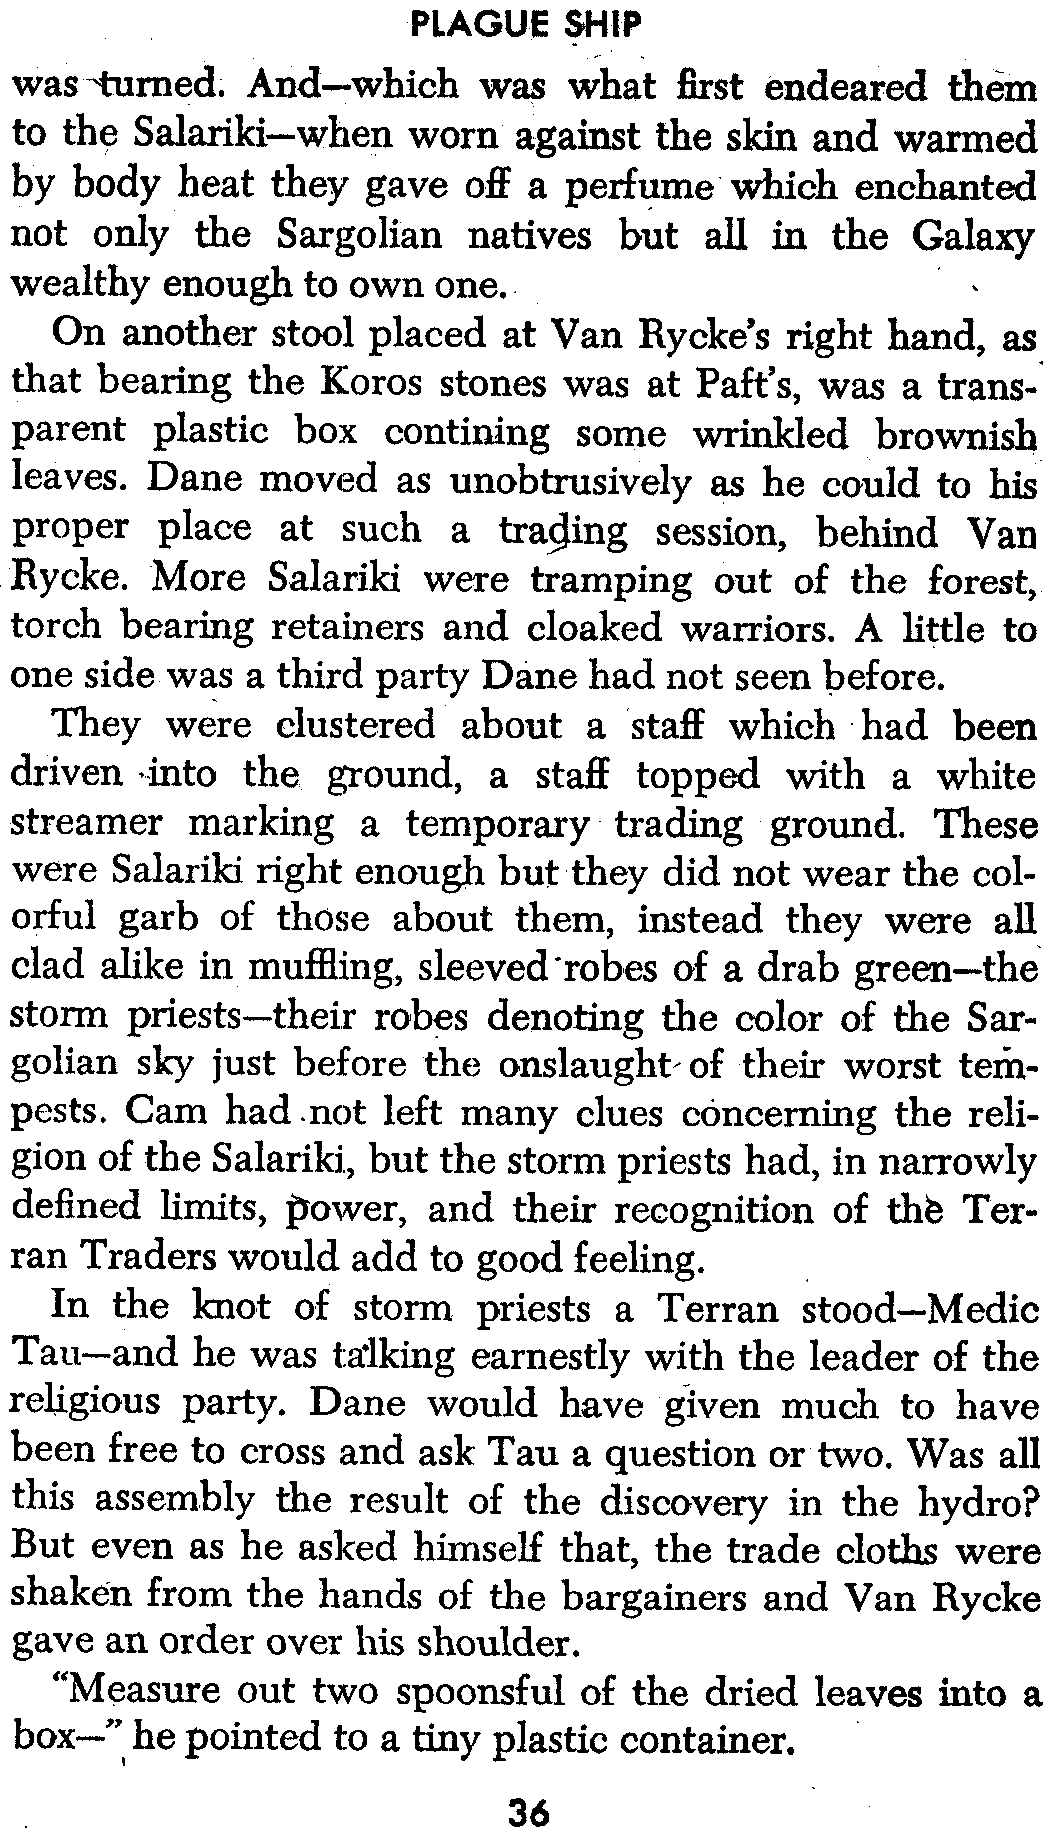 PLAGUE SHIP
was turned. And—which was what first endeared them
to the Salariki—when worn against the skin and warmed
by body heat they gave off a perfume which enchanted
not only the Sargolian natives but all in the Galaxy
wealthy enough to own one.
On another stool placed at Van Rycke's right hand, as
that bearing the Koros stones was at Paft's, was a trans-
parent plastic box contining some wrinkled brownish
leaves. Dane moved as unobtrusively as he could to his
proper place at such a trading session, behind Van
Rycke. More Salariki were tramping out of the forest,
torch bearing retainers and cloaked warriors. A little to
one side was a third party Dane had not seen before.
They were clustered about a staff which had been
driven into the ground, a staff topped with a white
streamer marking a temporary trading ground. These
were Salariki right enough but they did not wear the col-
orful garb of those about them, instead they were all
clad alike in muffling, sleeved robes of a drab green—the
storm priests—their robes denoting the color of the Sar-
golian sky just before the onslaught of their worst tem-
pests. Cam had not left many clues concerning the reli-
gion of the Salariki, but the storm priests had, in narrowly
defined limits, power, and their recognition of the Ter-
ran Traders would add to good feeling.
In the knot of storm priests a Terran stood—Medic
Tau—and he was talking earnestly with the leader of the
religious party. Dane would have given much to have
been free to cross and ask Tau a question or two. Was all
this assembly the result of the discovery in the hydro?
But even as he asked himself that, the trade cloths were
shaken from the hands of the bargainers and Van Rycke
gave an order over his shoulder.
"Measure out two spoonsful of the dried leaves into a
box—" he pointed to a tiny plastic container.
36